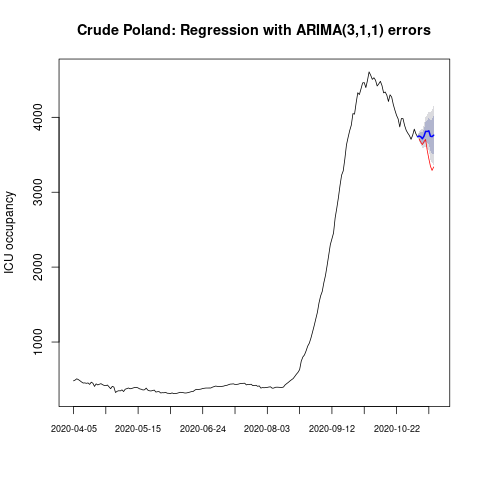 Crude Poland: Regression with ARIMA(3,1,1) errors
ICU occupancy
4000
3000
2000
1000
2020-04-05 2020-05-15 2020-06-24 2020-08-03 2020-09-12 2020-10-22